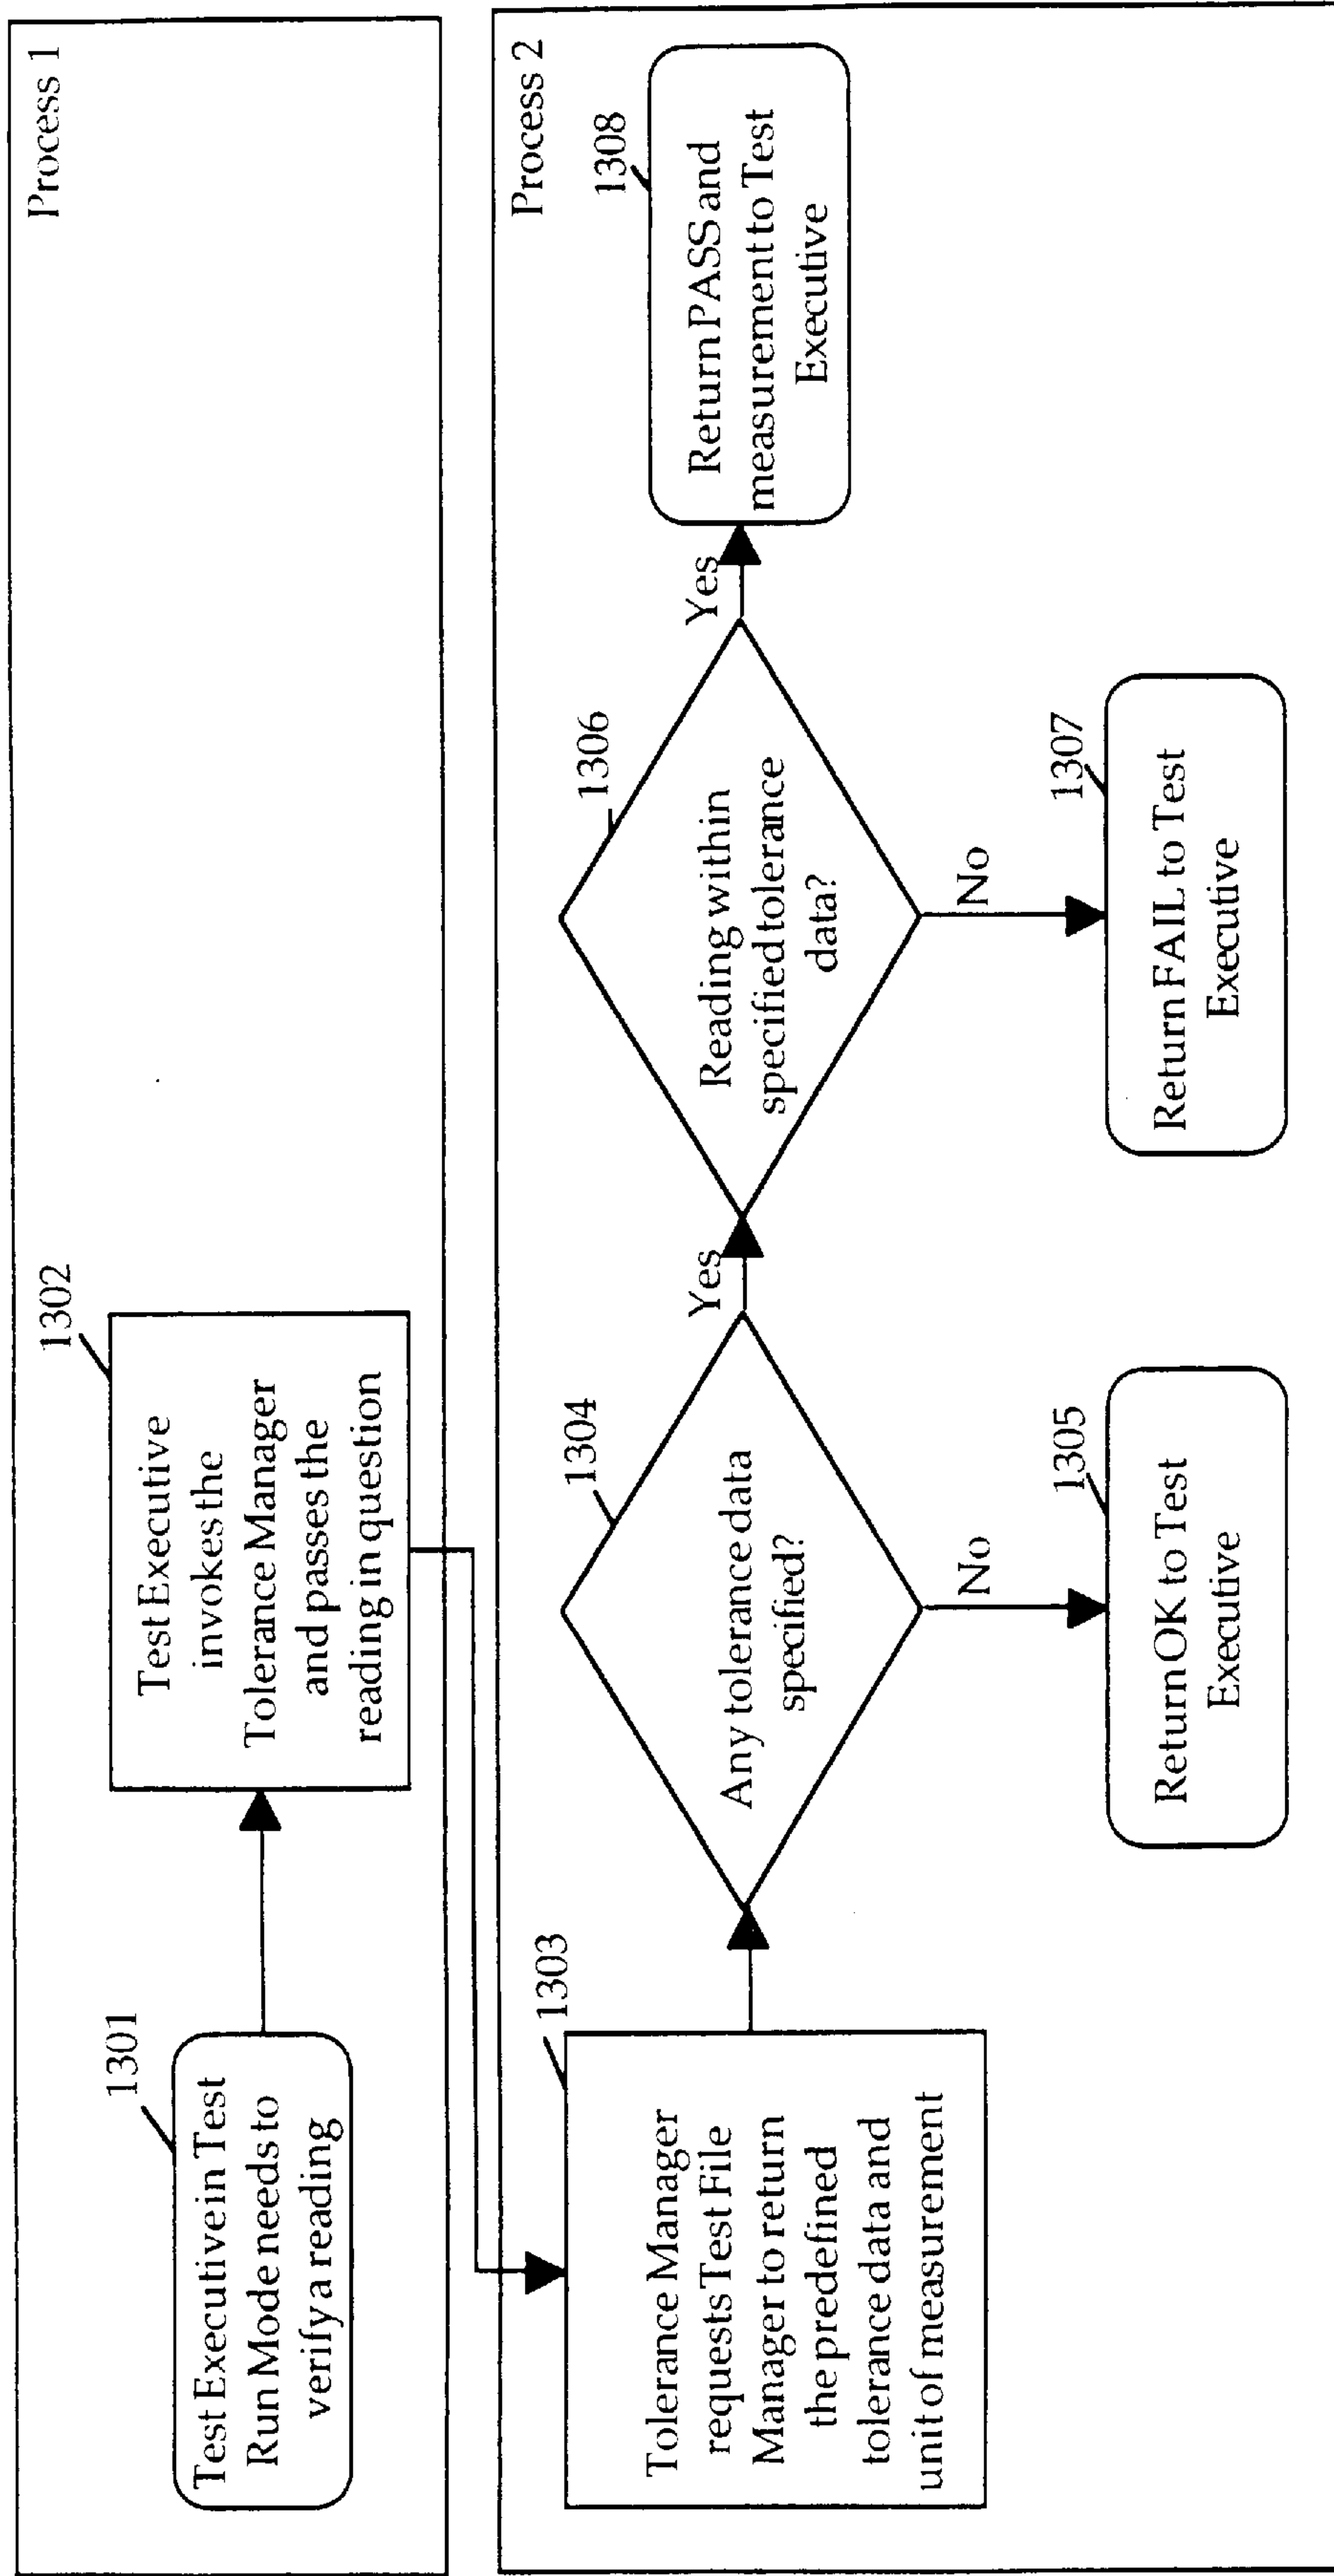 Process 1
1301
Test Executive in Test
Run Mode needs to
verify a reading
1302
Test Executive
invokes the
Tolerance Manager
and passes the
reading in question
Process 2
1303
Tolerance Manager
requests Test File
Manager to return
the predefined
tolerance data and
unit of measurement
1304
Any tolerance data
specified?
Yes
No
1305
Return OK to Test
Executive
1306
Reading within
specified tolerance
data?
Yes
No
1307
Return FAIL to Test
Executive
1308
Return PASS and
measurement to Test
Executive